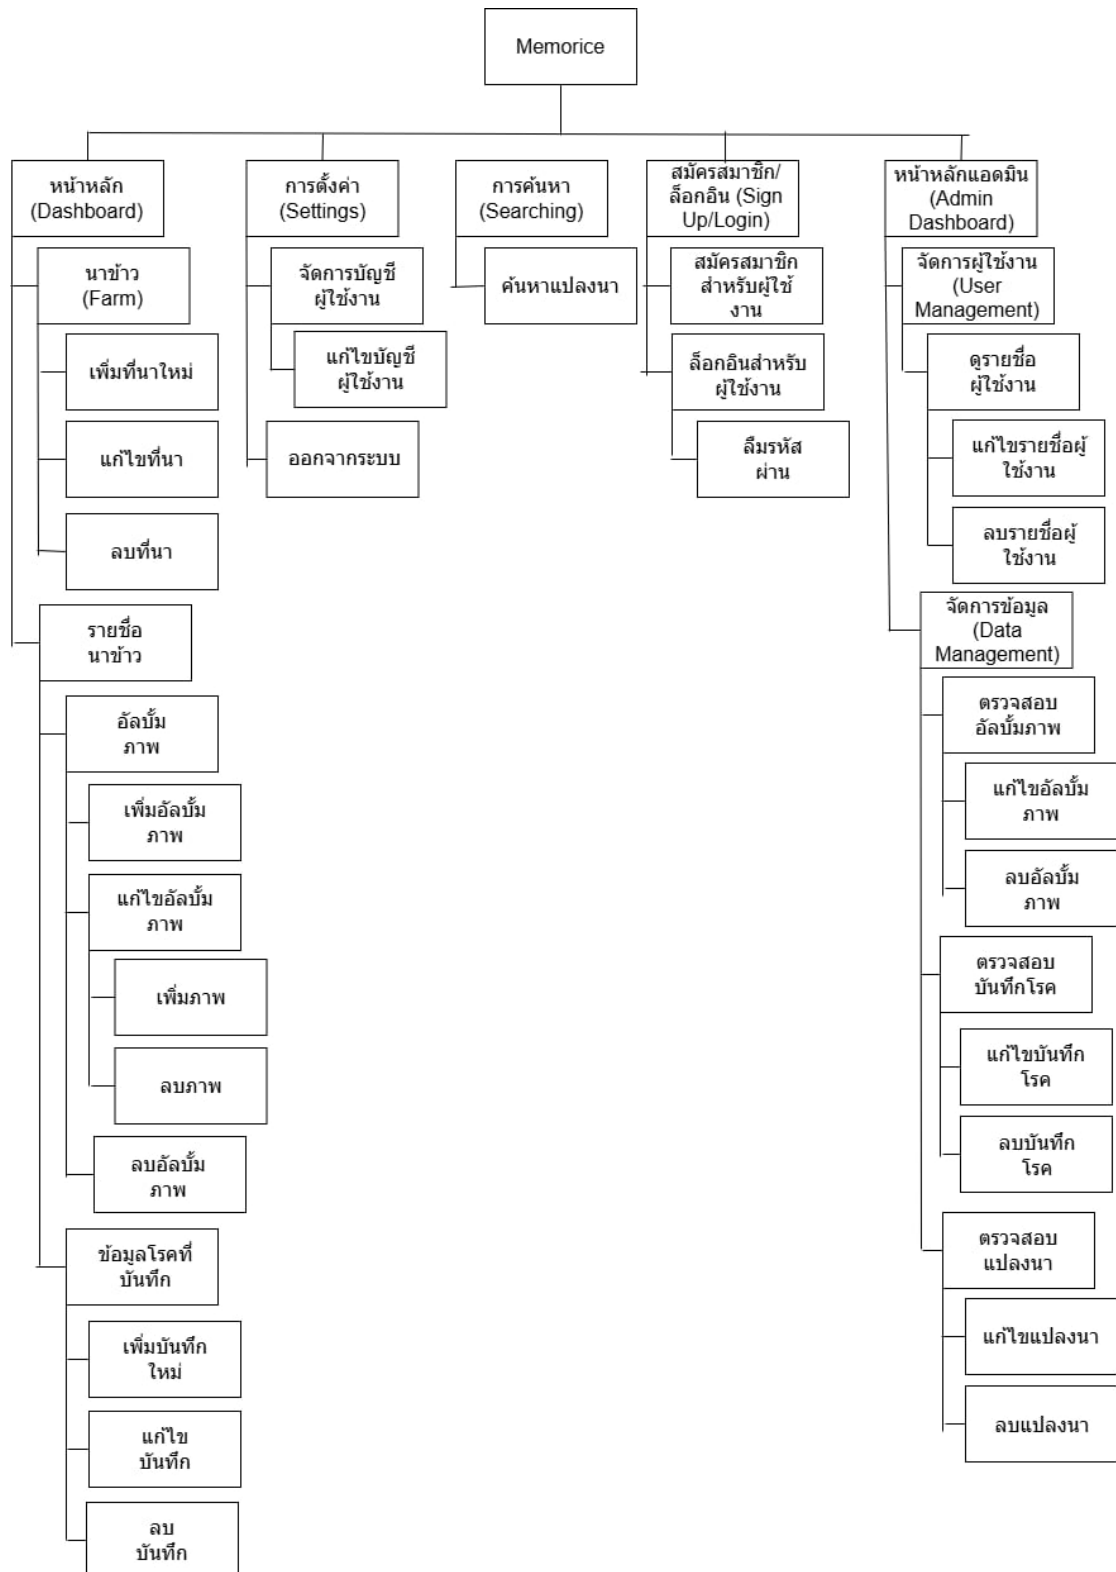 Memorice
หน้าหลัก
(Dashboard)
นาข้าว
(Farm)
เพิ่มที่นาใหม่
แก้ไขที่นา
ลบที่นา
รายชื่อ
นาข้าว
อัลบั้ม
ภาพ
เพิ่มอัลบั้ม
ภาพ
แก้ไขอัลบั้ม
ภาพ
เพิ่มภาพ
ลบภาพ
ลบอัลบั้ม
ภาพ
ข้อมูลโรคที่
บันทึก
เพิ่มบันทึก
ใหม่
แก้ไข
บันทึก
ลบ
บันทึก
การตั้งค่า
(Settings)
จัดการบัญชี
ผู้ใช้งาน
แก้ไขบัญชี
ผู้ใช้งาน
ออกจากระบบ
การค้นหา
(Searching)
ค้นหาแปลงนา
สมัครสมาชิก/
ล็อกอิน (Sign
Up/Login)
สมัครสมาชิก
สำหรับผู้ใช้
งาน
ล็อกอินสำหรับ
ผู้ใช้งาน
ลืมรหัส
ผ่าน
หน้าหลักแอดมิน
(Admin
Dashboard)
จัดการผู้ใช้งาน
(User
Management)
ดูรายชื่อ
ผู้ใช้งาน
แก้ไขรายชื่อผู้
ใช้งาน
ลบรายชื่อผู้
ใช้งาน
จัดการข้อมูล
(Data
Management)
ตรวจสอบ
อัลบั้มภาพ
แก้ไขอัลบั้ม
ภาพ
ลบอัลบั้ม
ภาพ
ตรวจสอบ
บันทึกโรค
แก้ไขบันทึก
โรค
ลบบันทึก
โรค
ตรวจสอบ
แปลงนา
แก้ไขแปลงนา
ลบแปลงนา